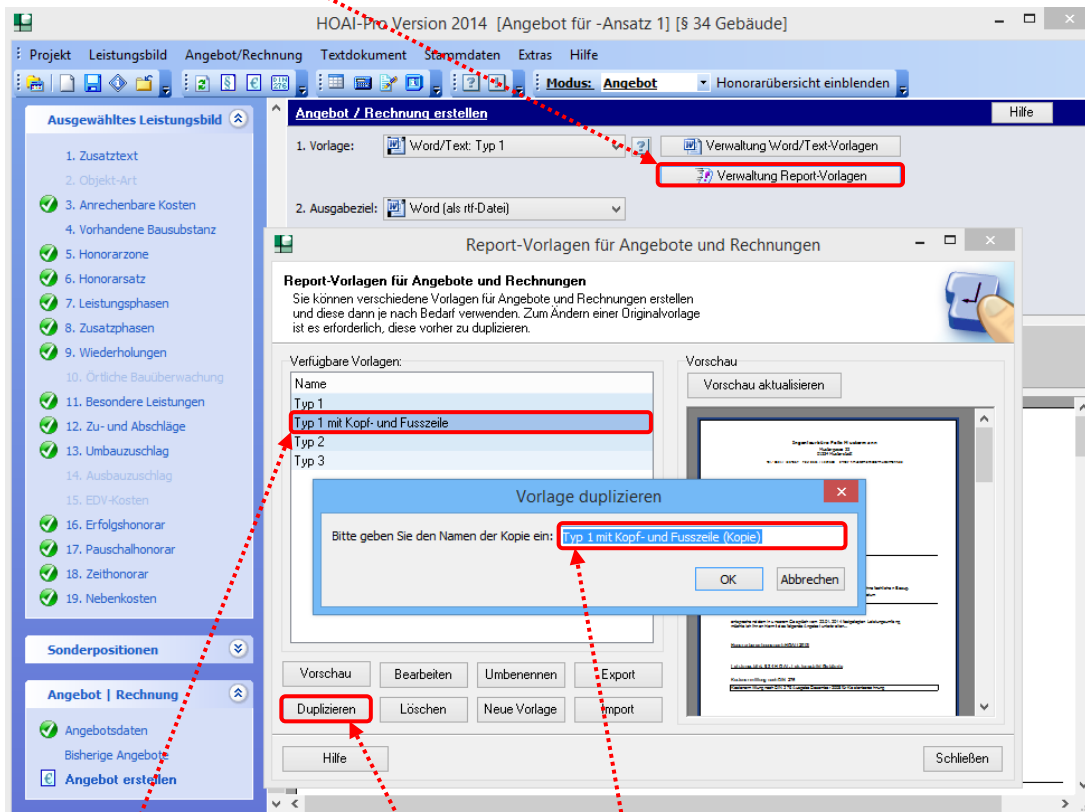 HOAI-Pro Version 2014 [Angebot für -Ansatz 1] [§ 34 Gebäude]
Projekt Leistungsbild Angebot/Rechnung Textdokument Stammdaten Extras Hilfe
Modus: Angebot Honorarübersicht einblenden
Ausgewähltes Leistungsbild
1. Zusatztext
2. Objekt-Art
3. Anrechenbare Kosten
4. Vorhandene Bausubstanz
5. Honorarzone
6. Honorarsatz
7. Leistungsphasen
8. Zusatzphasen
9. Wiederholungen
10. Örtliche Bauüberwachung
11. Besondere Leistungen
12. Zu- und Abschläge
13. Umbauzuschlag
14. Ausbauzuschlag
15. EDV-Kosten
16. Erfolgshonorar
17. Pauschalhonorar
18. Zeithonorar
19. Nebenkosten
Sonderpositionen
Angebot | Rechnung
Angebotsdaten
Bisherige Angebote
Angebot erstellen
Angebot / Rechnung erstellen
Hilfe
1. Vorlage: Word/Text: Typ 1
Verwaltung Word/Text-Vorlagen
Verwaltung Report-Vorlagen
2. Ausgabeziel: Word (als rtf-Datei)
Report-Vorlagen für Angebote und Rechnungen
Report-Vorlagen für Angebote und Rechnungen
Sie können verschiedene Vorlagen für Angebote und Rechnungen erstellen
und diese dann je nach Bedarf verwenden. Zum Ändern einer Originalvorlage
ist es erforderlich, diese vorher zu duplizieren.
Verfügbare Vorlagen:
Name
Typ 1
Typ 1 mit Kopf- und Fusszeile
Typ 2
Typ 3
Vorschau
Vorschau aktualisieren
Vorlage duplizieren
Bitte geben Sie den Namen der Kopie ein: Typ 1 mit Kopf- und Fusszeile (Kopie)
OK Abbrechen
Vorschau Bearbeiten Umbenennen Export
Duplizieren Löschen Neue Vorlage Import
Hilfe
Schließen